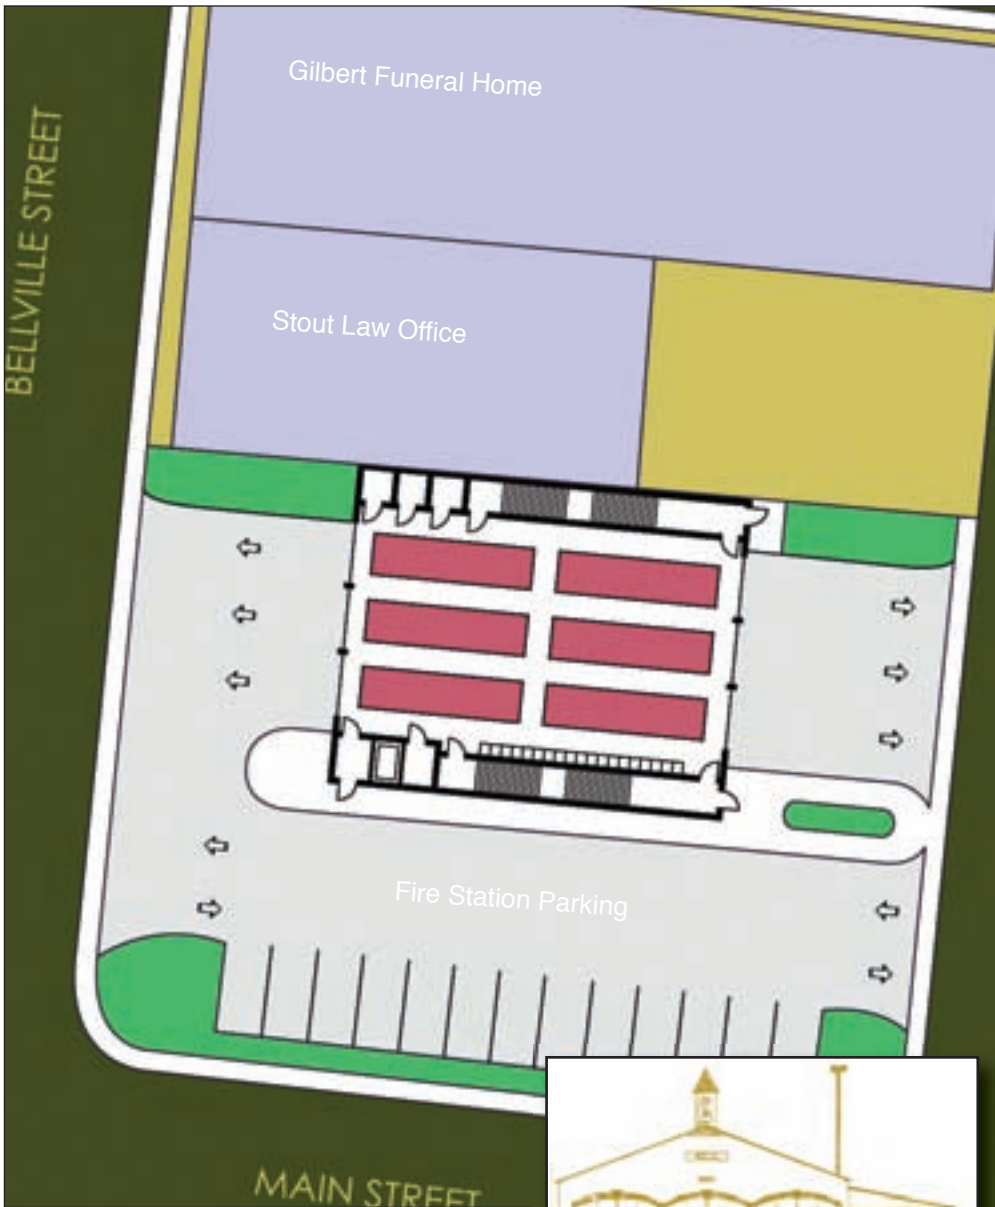 Gilbert Funeral Home
BELLVILLE STREET
Stout Law Office
Fire Station Parking
MAIN STREET